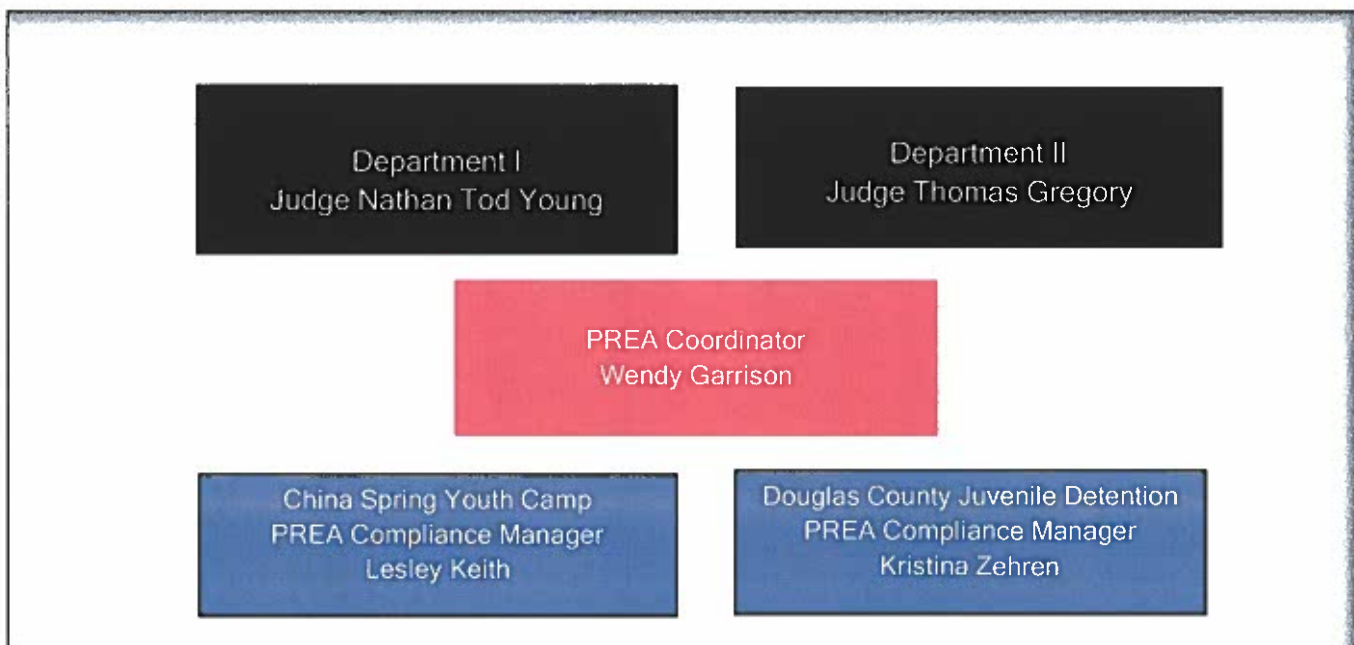 Department I
Judge Nathan Tod Young
Department II
Judge Thomas Gregory
PREA Coordinator
Wendy Garrison
China Spring Youth Camp
PREA Compliance Manager
Lesley Keith
Douglas County Juvenile Detention
PREA Compliance Manager
Kristina Zehren